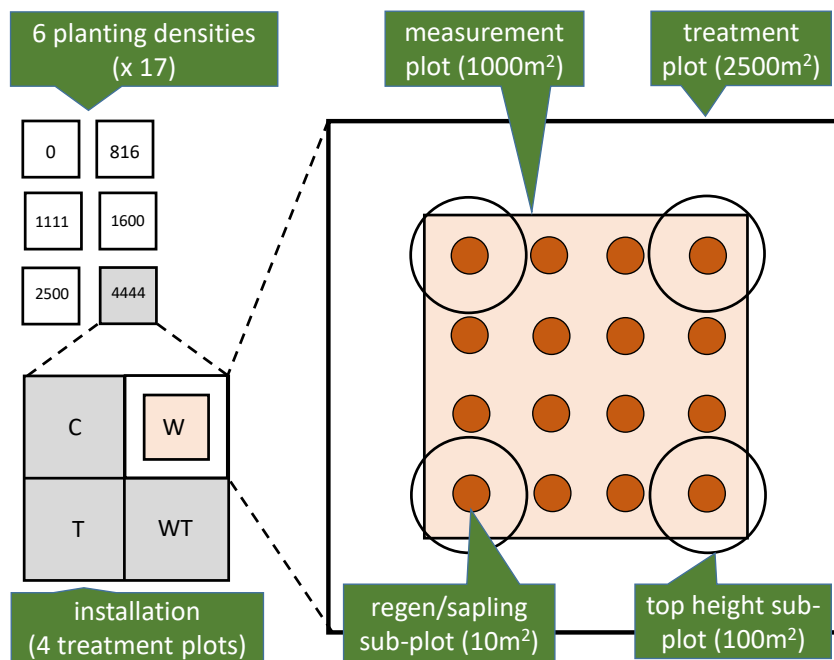 6 planting densities
(x 17)
measurement
plot (1000m²)
treatment
plot (2500m²)
0
816
1111
1600
2500
4444
C
W
T
WT
installation
(4 treatment plots)
regen/sapling
sub-plot (10m²)
top height sub-
plot (100m²)